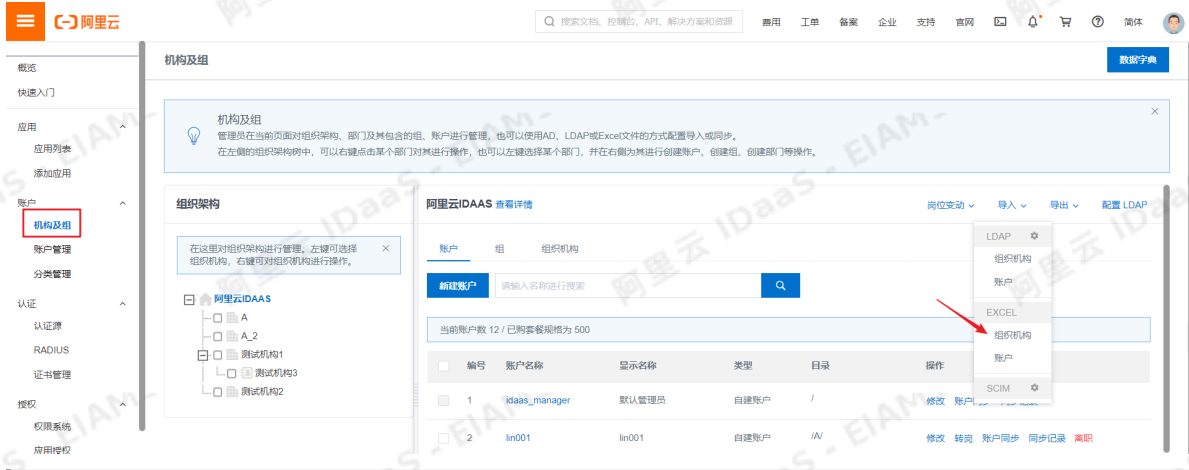 阿里云
搜索文档、控制台、API、解决方案和资源
费用 工单 备案 企业 支持 官网 简体
概览
快速入门
应用
应用列表
添加应用
账户
机构及组
账户管理
分类管理
认证
认证源
RADIUS
证书管理
授权
权限系统
应用授权
机构及组
数据字典
机构及组
管理员在当前页面对组织架构、部门及其包含的组、账户进行管理，也可以使用AD、LDAP或Excel文件的方式配置导入或同步。
在左侧的组织架构树中，可以右键点击某个部门对其进行操作，也可以左键选择某个部门，并在右侧为其进行创建账户、创建组、创建部门等操作。
组织架构
在这里对组织架构进行管理。左键可选择
组织机构，右键可对组织机构进行操作。
阿里云IDAAS
A
A_2
测试机构1
测试机构3
测试机构2
阿里云IDAAS 查看详情
岗位变动 导入 导出 配置 LDAP
账户 组 组织机构
新建账户 请输入名称进行搜索
当前账户数 12 / 已购套餐规格为 500
编号 账户名称 显示名称 类型 目录 操作
1 idaas_manager 默认管理员 自建账户 / 修改
2 lin001 lin001 自建账户 /A/ 修改 转岗 账户同步 同步记录 离职
LDAP
组织机构
账户
EXCEL
组织机构
账户
SCIM
阿里云 IDaaS - EIAM